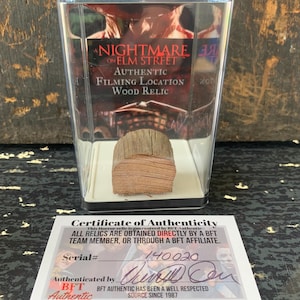 A NIGHTMARE
ON ELM STREET
AUTHENTIC
FILMING LOCATION
WOOD RELIC
Certificate of Authenticity
ALL RELICS ARE OBTAINED DIRECTLY BY A BFT
TEAM MEMBER, OR THROUGH A BFT AFFILIATE.
Serial# 140020
Authenticated by
BFT
Authentic
BFT AUTHENTIC HAS BEEN A WELL RESPECTED
SOURCE SINCE 1987